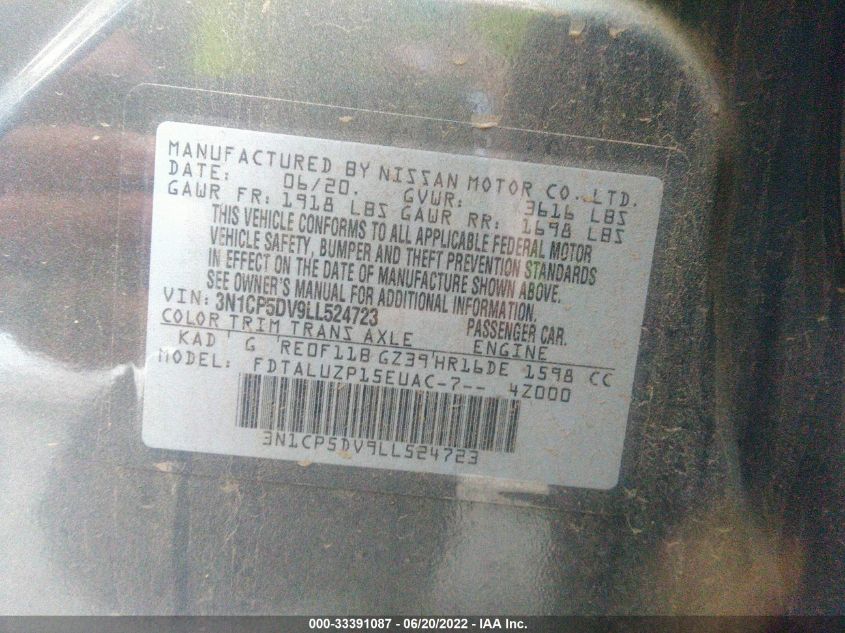 MANUFACTURED BY NISSAN MOTOR CO., LTD.
DATE: 06/20. GVWR: 3616 LBS
GAWR FR: 1918 LBS GAWR RR: 1698 LBS
THIS VEHICLE CONFORMS TO ALL APPLICABLE FEDERAL MOTOR
VEHICLE SAFETY, BUMPER AND THEFT PREVENTION STANDARDS
IN EFFECT ON THE DATE OF MANUFACTURE SHOWN ABOVE.
SEE OWNER'S MANUAL FOR ADDITIONAL INFORMATION.
VIN: 3N1CP5DV9LL524723 PASSENGER CAR.
COLOR TRIM TRANS AXLE ENGINE
KAD G RE0F11B GZ39 HR16DE 1598 CC
MODEL: FDTALUZP15EUAC-7-- 4Z000
3N1CP5DV9LL524723
000-33391087 - 06/20/2022 - IAA Inc.